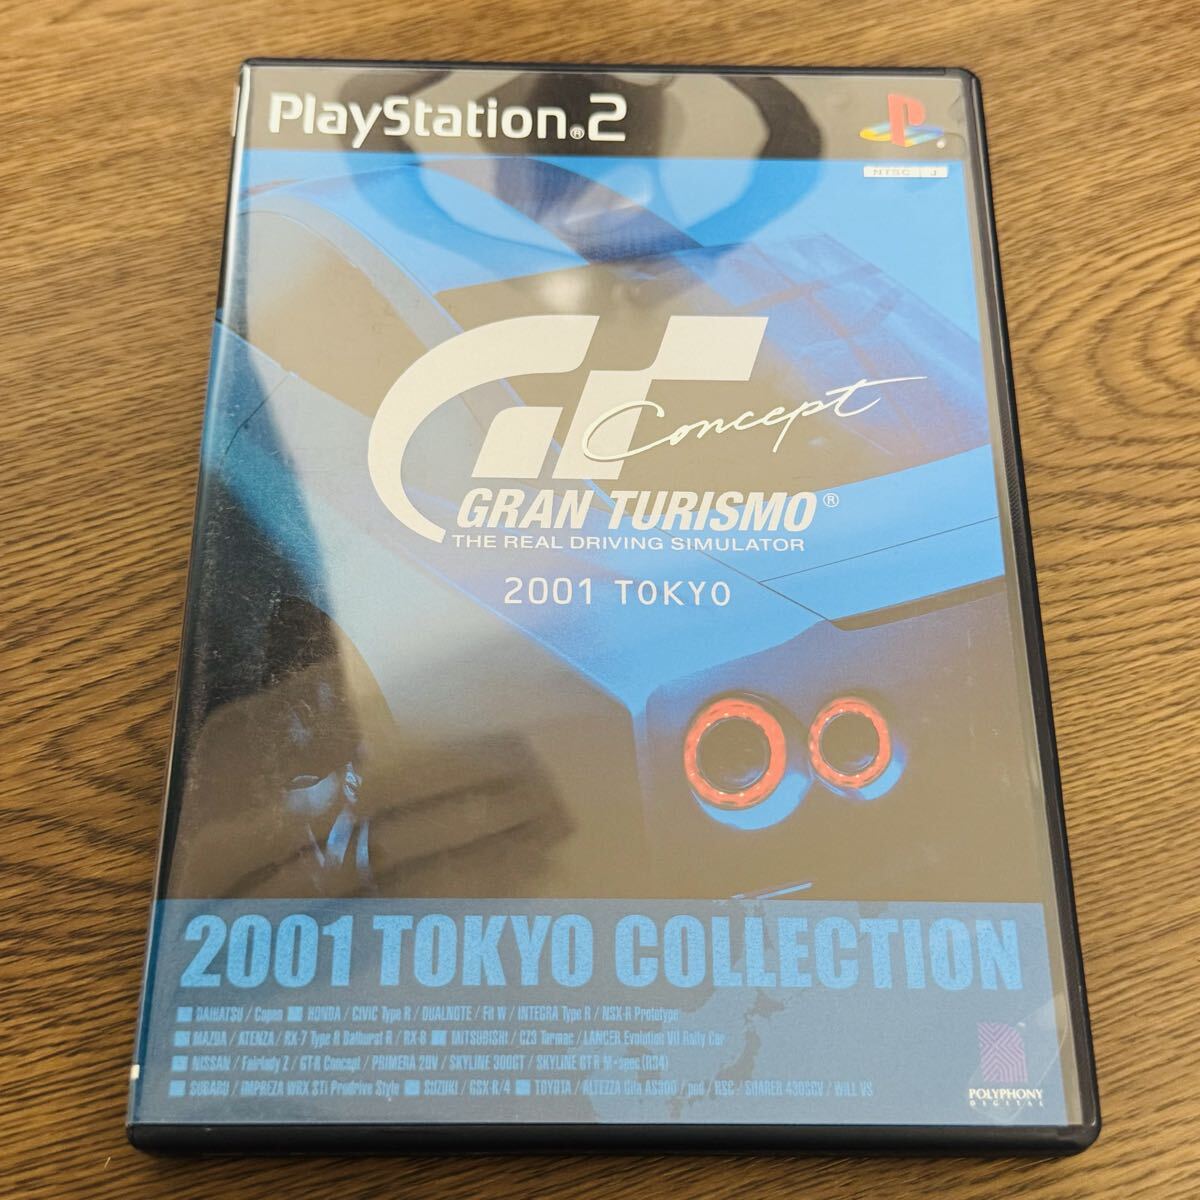 PlayStation®2
NTSC J
GT Concept
GRAN TURISMO®
THE REAL DRIVING SIMULATOR
2001 TOKYO
2001 TOKYO COLLECTION
DAIHATSU / Copen HONDA / CIVIC Type R / DUALNOTE / Fit W / INTEGRA Type R / NSX-R Prototype
MAZDA / ATENZA / RX-7 Type R Bathurst R / RX-8 MITSUBISHI / CZ3 Tarmac / LANCER Evolution VII Rally Car
NISSAN / Fairlady Z / GT-R Concept / PRIMERA 20V / SKYLINE 300GT / SKYLINE GT-R M-spec (R34)
SUBARU / IMPREZA WRX STi Prodrive Style SUZUKI / GSX-R/4 TOYOTA / ALTEZZA Gita AS300 / pod / RSC / SOARER 430SCV / WiLL VS
POLYPHONY
DIGITAL